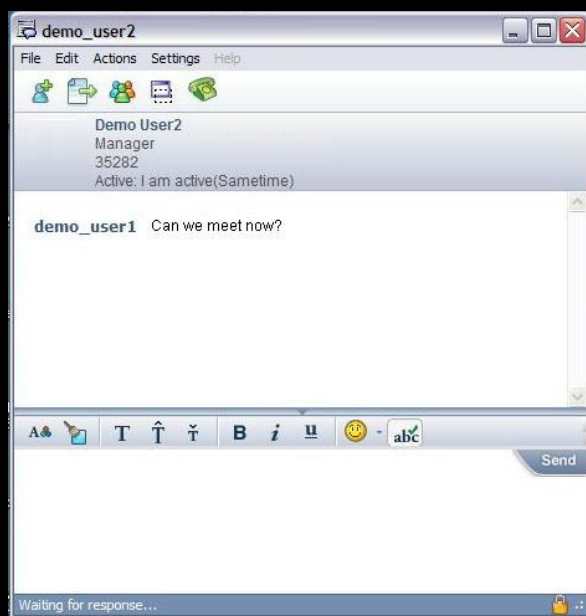 demo_user2
File Edit Actions Settings Help
Demo User2
Manager
35282
Active: I am active(Sametime)
demo_user1 Can we meet now?
A T T T B i u abc
Send
Waiting for response...